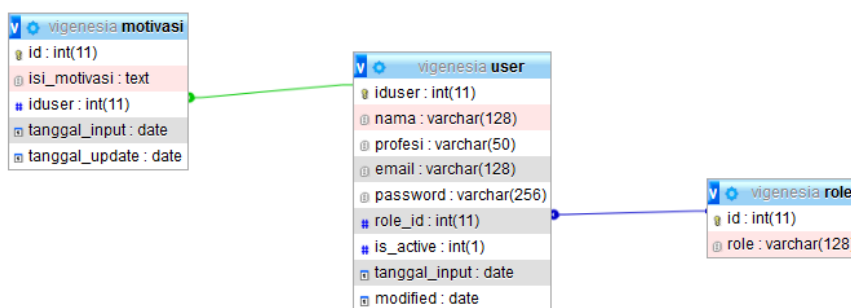 vigenesia motivasi
id : int(11)
isi_motivasi : text
# iduser : int(11)
tanggal_input : date
tanggal_update : date
vigenesia user
iduser : int(11)
nama : varchar(128)
profesi : varchar(50)
email : varchar(128)
password : varchar(256)
# role_id : int(11)
# is_active : int(1)
tanggal_input : date
modified : date
vigenesia role
id : int(11)
role : varchar(128